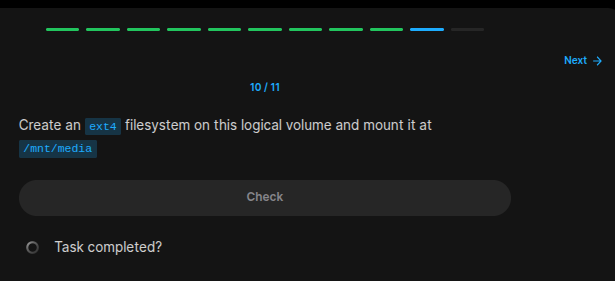 Next →
10 / 11
Create an ext4 filesystem on this logical volume and mount it at
/mnt/media
Check
Task completed?